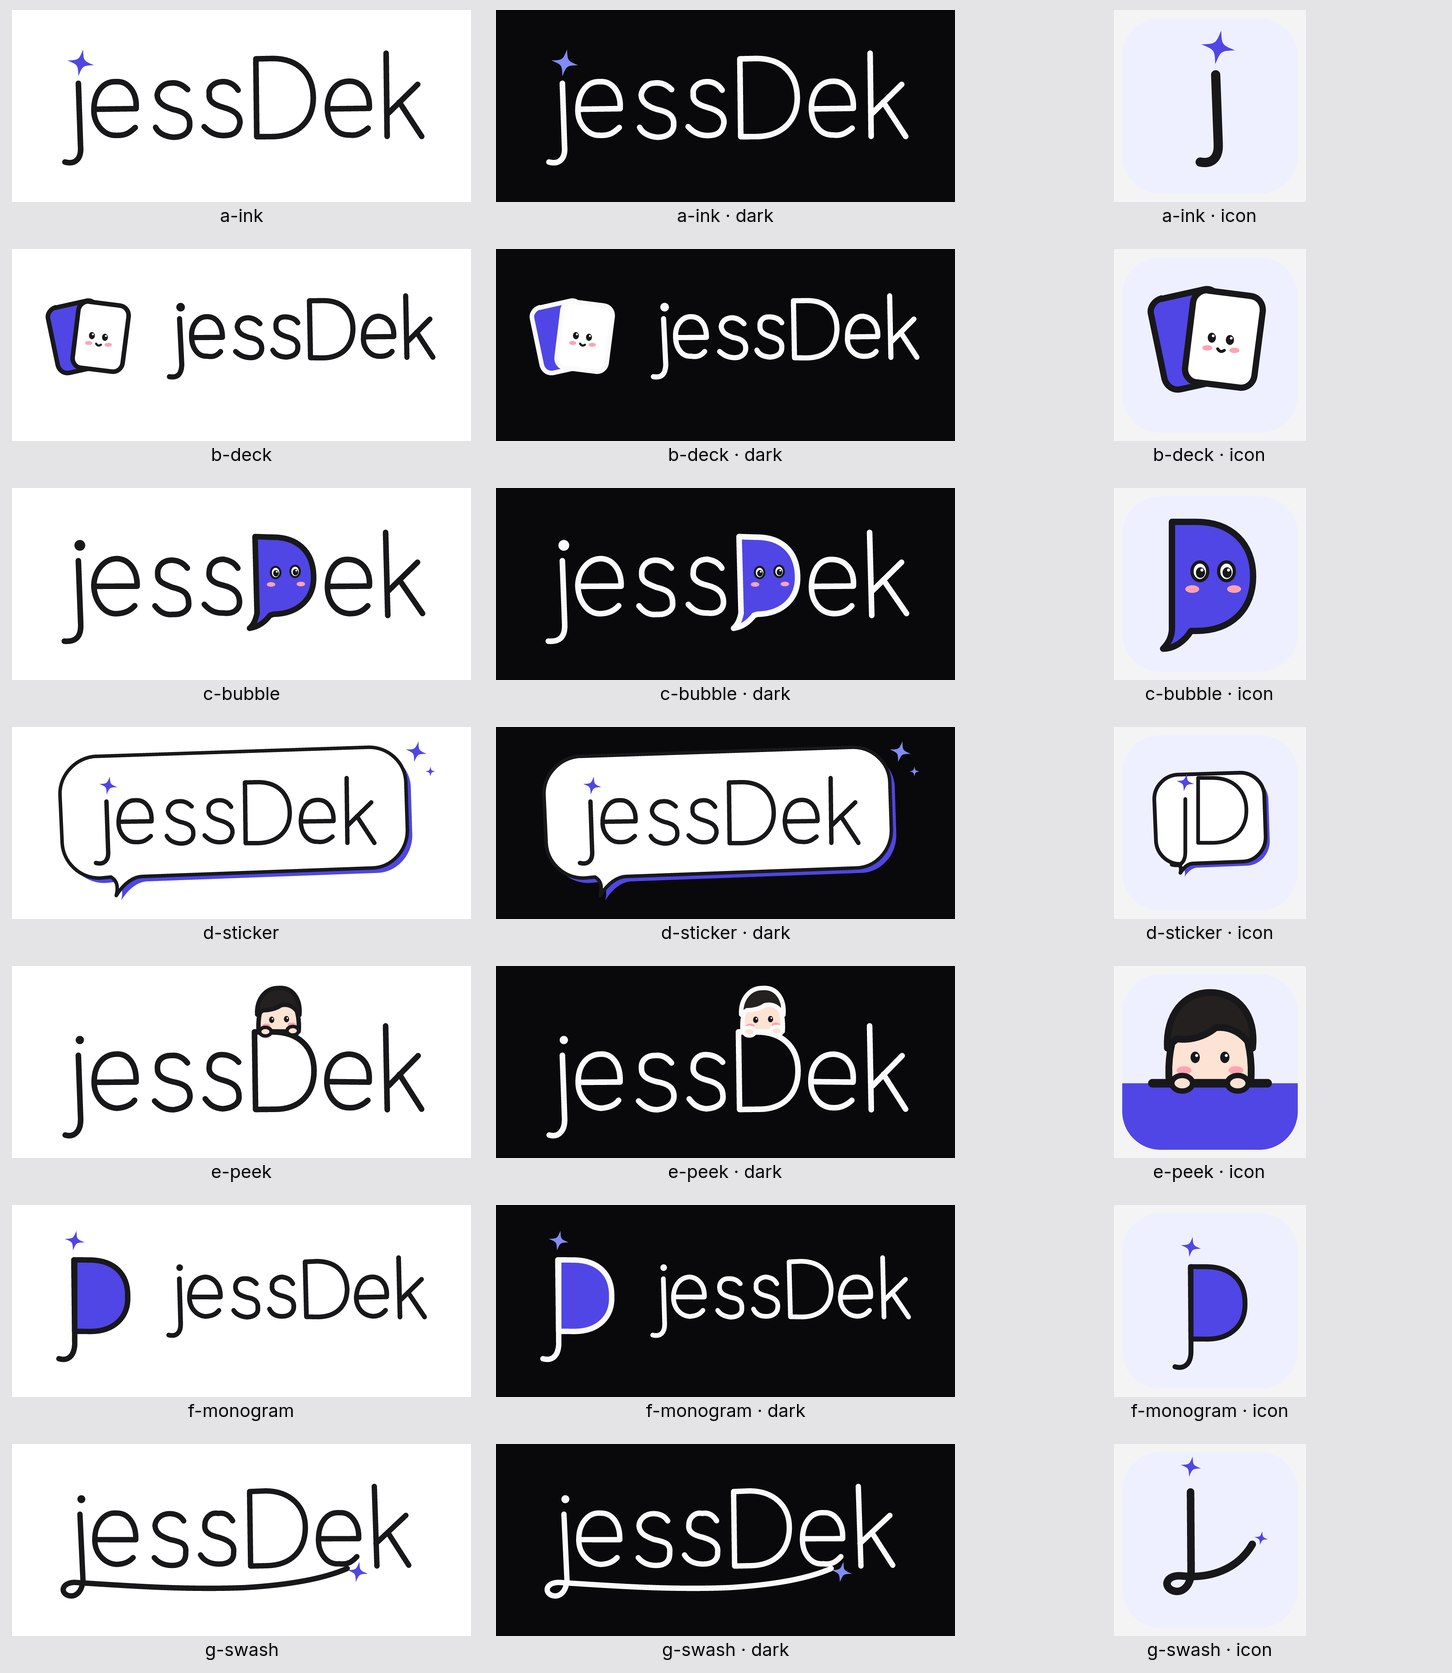 jessDek
jessDek
j
a-ink
a-ink · dark
a-ink · icon
jessDek
jessDek
b-deck
b-deck · dark
b-deck · icon
jessDek
jessDek
D
c-bubble
c-bubble · dark
c-bubble · icon
jessDek
jessDek
jD
d-sticker
d-sticker · dark
d-sticker · icon
jessDek
jessDek
e-peek
e-peek · dark
e-peek · icon
jessDek
jessDek
f-monogram
f-monogram · dark
f-monogram · icon
jessDek
jessDek
j
g-swash
g-swash · dark
g-swash · icon